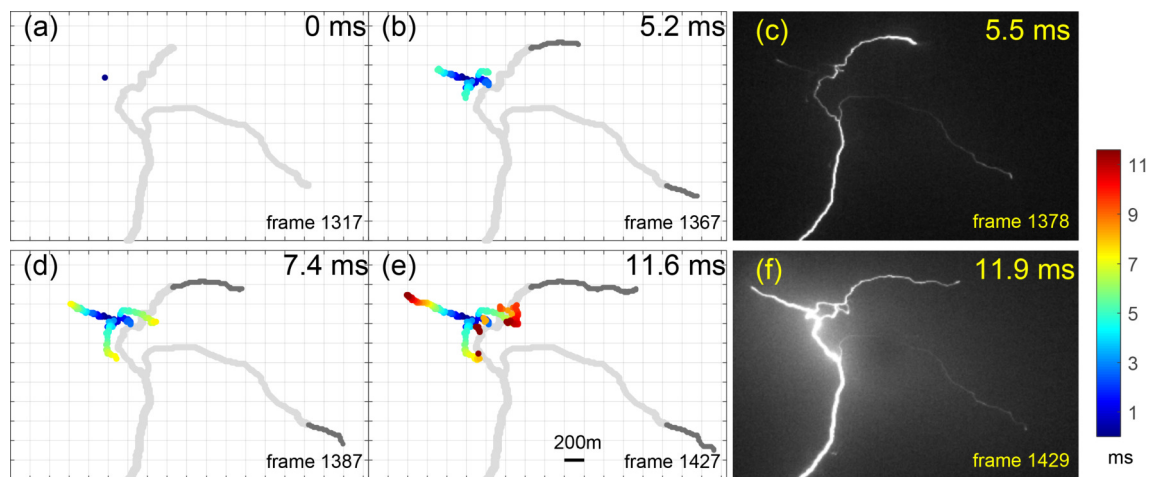 (a) 0 ms
frame 1317
(b) 5.2 ms
frame 1367
(c) 5.5 ms
frame 1378
(d) 7.4 ms
frame 1387
(e) 11.6 ms
200m
frame 1427
(f) 11.9 ms
frame 1429
11
9
7
5
3
1
ms